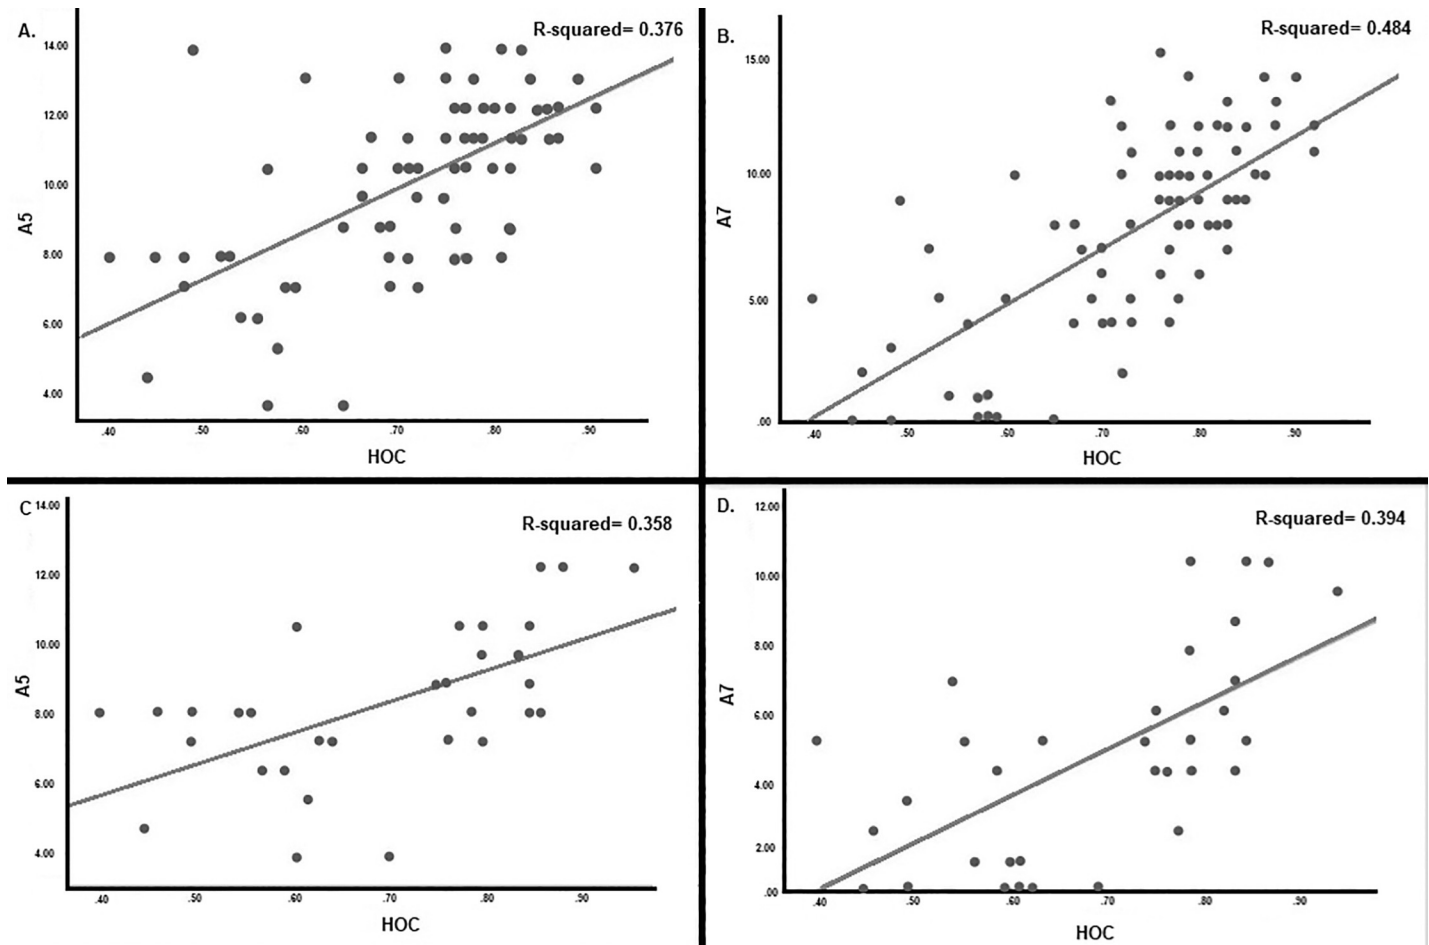 A.
R-squared= 0.376
14.00
12.00
10.00
8.00
6.00
4.00
A5
.40
.50
.60
.70
.80
.90
HOC
B.
R-squared= 0.484
15.00
10.00
5.00
.00
A7
.40
.50
.60
.70
.80
.90
HOC
C
R-squared= 0.358
14.00
12.00
10.00
8.00
6.00
4.00
A5
.40
.50
.60
.70
.80
.90
HOC
D.
R-squared= 0.394
12.00
10.00
8.00
6.00
4.00
2.00
.00
A7
.40
.50
.60
.70
.80
.90
HOC